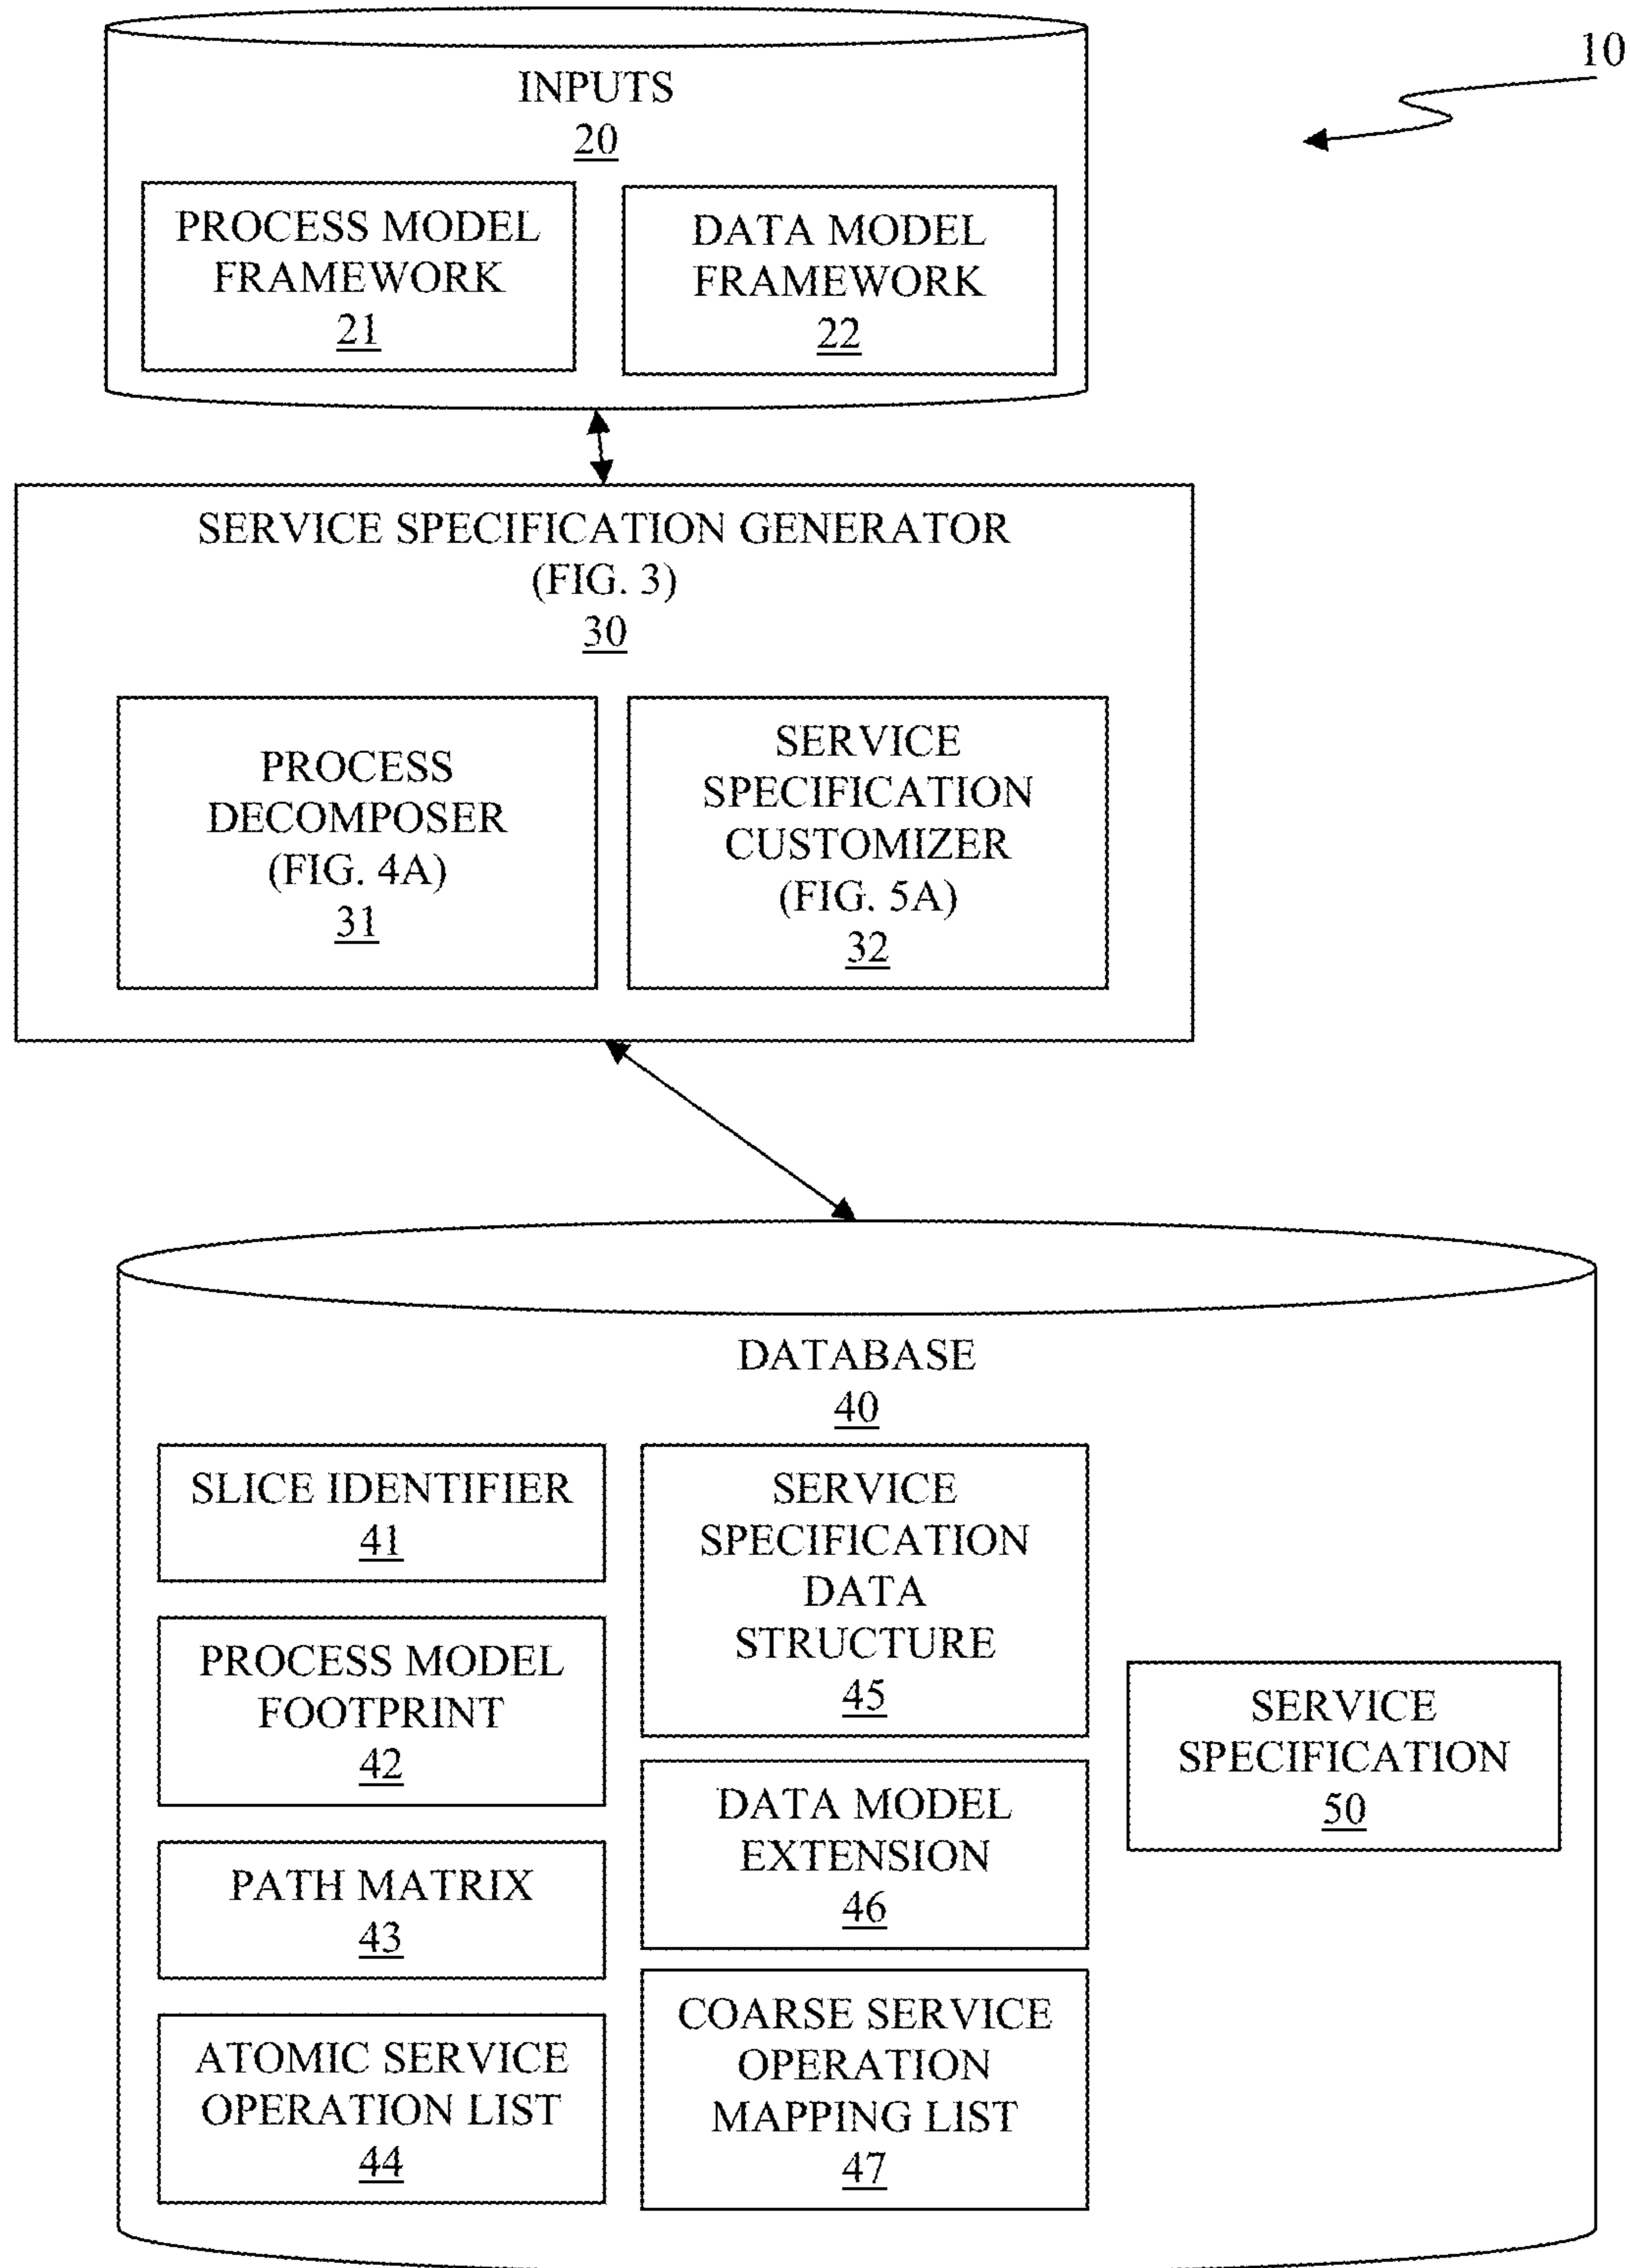 10
INPUTS
20
PROCESS MODEL
FRAMEWORK
21
DATA MODEL
FRAMEWORK
22
SERVICE SPECIFICATION GENERATOR
(FIG. 3)
30
PROCESS
DECOMPOSER
(FIG. 4A)
31
SERVICE
SPECIFICATION
CUSTOMIZER
(FIG. 5A)
32
DATABASE
40
SLICE IDENTIFIER
41
PROCESS MODEL
FOOTPRINT
42
PATH MATRIX
43
ATOMIC SERVICE
OPERATION LIST
44
SERVICE
SPECIFICATION
DATA
STRUCTURE
45
DATA MODEL
EXTENSION
46
COARSE SERVICE
OPERATION
MAPPING LIST
47
SERVICE
SPECIFICATION
50